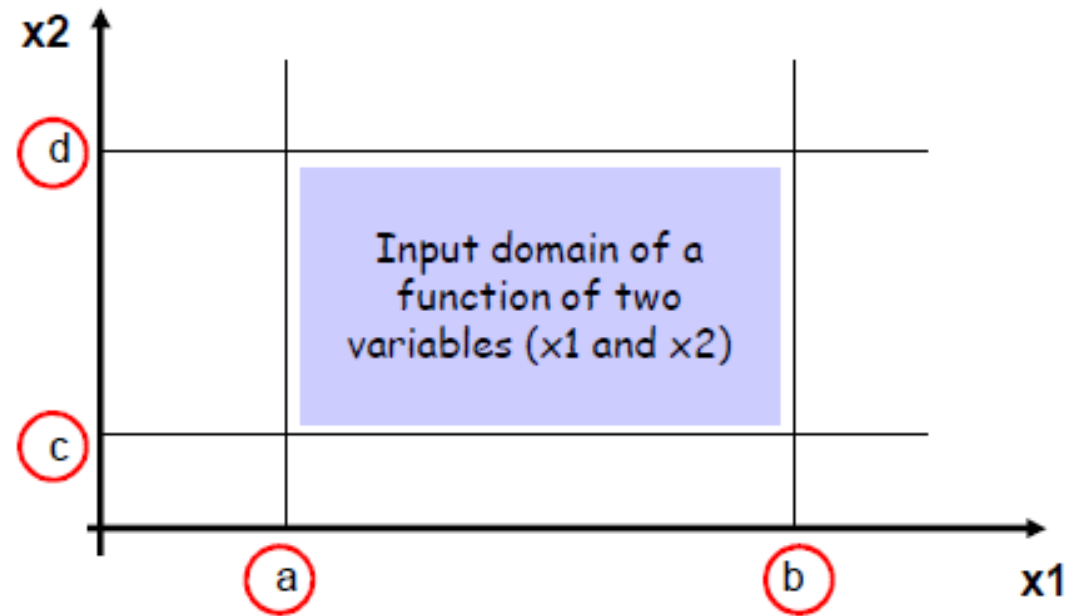 x2
d
Input domain of a
function of two
variables (x1 and x2)
c
a
b
x1